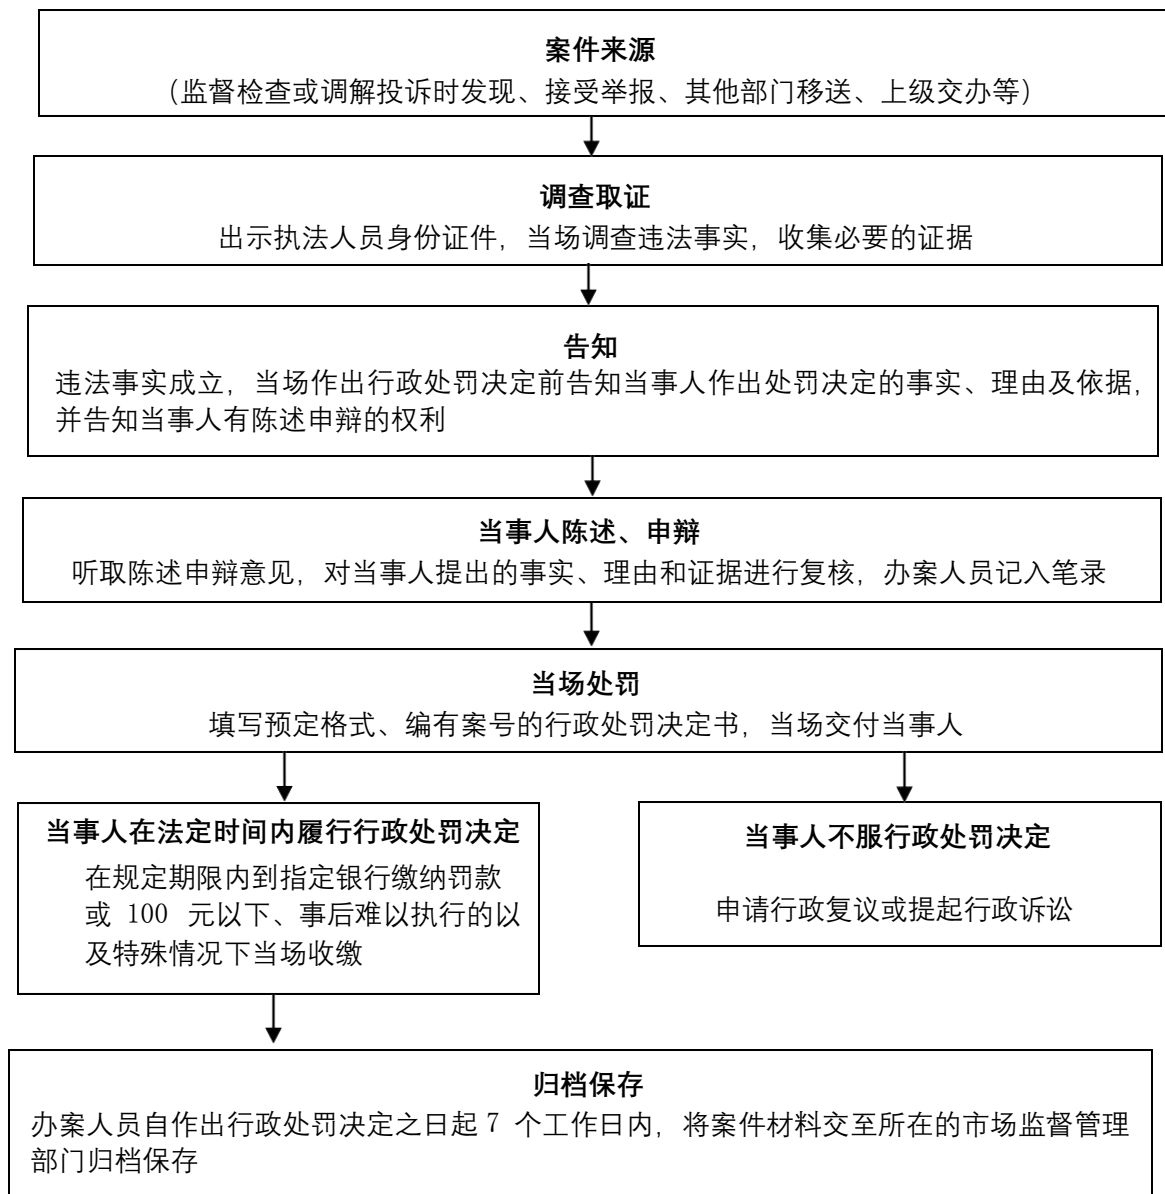 案件来源
（监督检查或调解投诉时发现、接受举报、其他部门移送、上级交办等）
调查取证
出示执法人员身份证件，当场调查违法事实，收集必要的证据
告知
违法事实成立，当场作出行政处罚决定前告知当事人作出处罚决定的事实、理由及依据，
并告知当事人有陈述申辩的权利
当事人陈述、申辩
听取陈述申辩意见，对当事人提出的事实、理由和证据进行复核，办案人员记入笔录
当场处罚
填写预定格式、编有案号的行政处罚决定书，当场交付当事人
当事人在法定时间内履行行政处罚决定
在规定期限内到指定银行缴纳罚款
或 100 元以下、事后难以执行的以
及特殊情况下当场收缴
当事人不服行政处罚决定
申请行政复议或提起行政诉讼
归档保存
办案人员自作出行政处罚决定之日起 7 个工作日内，将案件材料交至所在的市场监督管理
部门归档保存